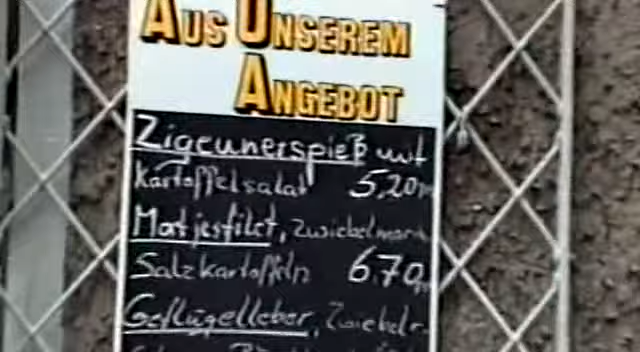 AUS UNSEREM
ANGEBOT
Zigeunerspieß mit
Kartoffelsalat 5,20
Matjesfilet, Zwiebel
Salzkartoffeln 6,70
Geflügelleber, Zwiebel